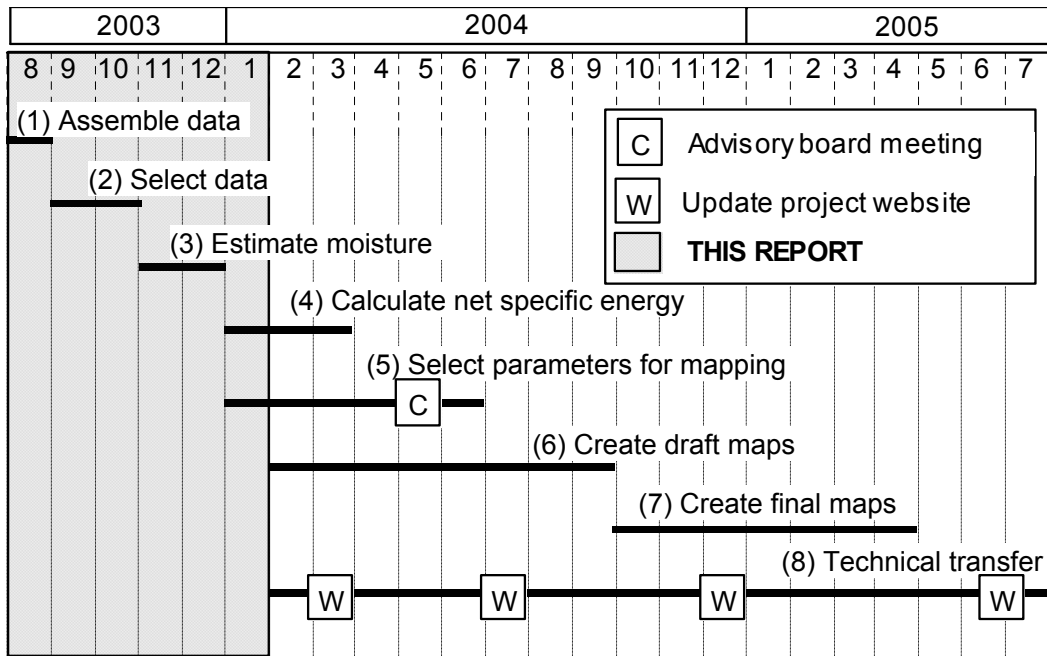 2003 2004 2005
8 9 10 11 12 1 2 3 4 5 6 7 8 9 10 11 12 1 2 3 4 5 6 7
(1) Assemble data
C Advisory board meeting
(2) Select data
W Update project website
(3) Estimate moisture
THIS REPORT
(4) Calculate net specific energy
(5) Select parameters for mapping
C
(6) Create draft maps
(7) Create final maps
(8) Technical transfer
W W W W